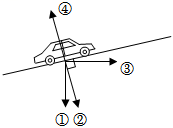 ④
③
① ②